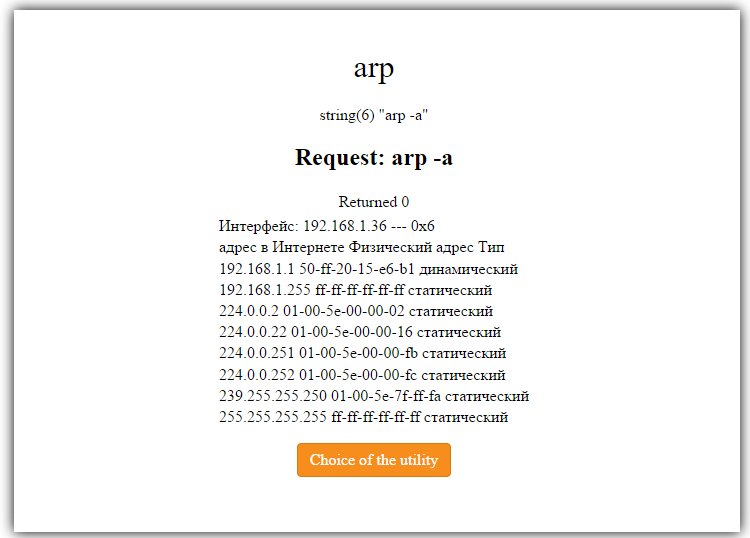 arp
string(6) "arp -a"
Request: arp -a
Returned 0
Интерфейс: 192.168.1.36 --- 0x6
адрес в Интернете Физический адрес Тип
192.168.1.1 50-ff-20-15-e6-b1 динамический
192.168.1.255 ff-ff-ff-ff-ff-ff статический
224.0.0.2 01-00-5e-00-00-02 статический
224.0.0.22 01-00-5e-00-00-16 статический
224.0.0.251 01-00-5e-00-00-fb статический
224.0.0.252 01-00-5e-00-00-fc статический
239.255.255.250 01-00-5e-7f-ff-fa статический
255.255.255.255 ff-ff-ff-ff-ff-ff статический
Choice of the utility